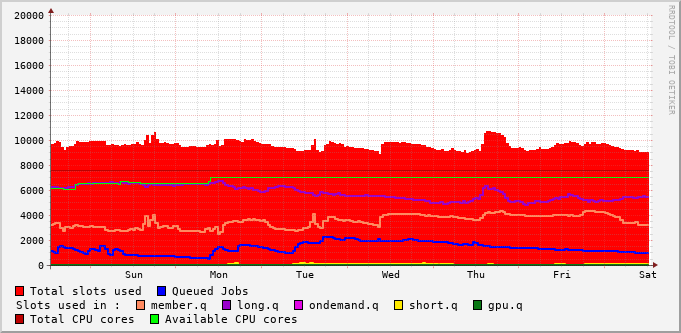 20000
18000
16000
14000
12000
10000
8000
6000
4000
2000
0
Sun Mon Tue Wed Thu Fri Sat
Total slots used Queued Jobs
Slots used in : member.q long.q ondemand.q short.q gpu.q
Total CPU cores Available CPU cores
RRDTOOL / TOBI OETIKER